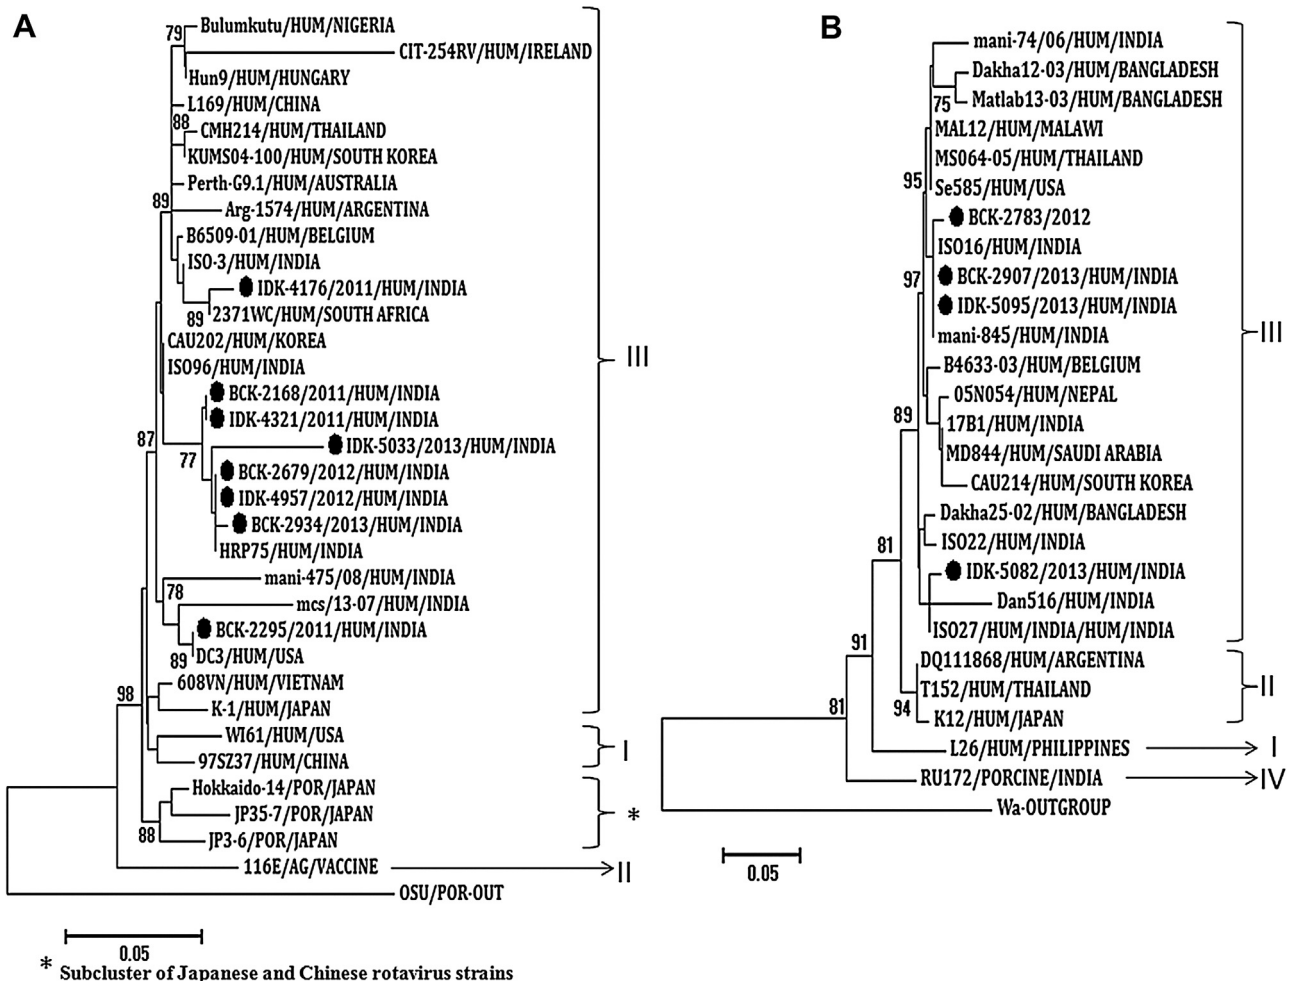 A
79
Bulumkutu/HUM/NIGERIA
CIT-254RV/HUM/IRELAND
Hun9/HUM/HUNGARY
L169/HUM/CHINA
88
CMH214/HUM/THAILAND
KUMS04-100/HUM/SOUTH KOREA
Perth-G9.1/HUM/AUSTRALIA
89
Arg-1574/HUM/ARGENTINA
B6509-01/HUM/BELGIUM
ISO-3/HUM/INDIA
IDK-4176/2011/HUM/INDIA
89
2371WC/HUM/SOUTH AFRICA
CAU202/HUM/KOREA
ISO96/HUM/INDIA
III
BCK-2168/2011/HUM/INDIA
IDK-4321/2011/HUM/INDIA
87
IDK-5033/2013/HUM/INDIA
77
BCK-2679/2012/HUM/INDIA
IDK-4957/2012/HUM/INDIA
BCK-2934/2013/HUM/INDIA
HRP75/HUM/INDIA
mani-475/08/HUM/INDIA
78
mcs/13-07/HUM/INDIA
BCK-2295/2011/HUM/INDIA
89
DC3/HUM/USA
608VN/HUM/VIETNAM
98
K-1/HUM/JAPAN
WI61/HUM/USA
I
97SZ37/HUM/CHINA
Hokkaido-14/POR/JAPAN
JP35-7/POR/JAPAN
*
88
JP3-6/POR/JAPAN
116E/AG/VACCINE
II
OSU/POR-OUT
0.05
* Subcluster of Japanese and Chinese rotavirus strains
B
mani-74/06/HUM/INDIA
Dakha12-03/HUM/BANGLADESH
75
Matlab13-03/HUM/BANGLADESH
MAL12/HUM/MALAWI
MS064-05/HUM/THAILAND
95
Se585/HUM/USA
BCK-2783/2012
ISO16/HUM/INDIA
97
BCK-2907/2013/HUM/INDIA
IDK-5095/2013/HUM/INDIA
III
mani-845/HUM/INDIA
B4633-03/HUM/BELGIUM
05N054/HUM/NEPAL
89
17B1/HUM/INDIA
MD844/HUM/SAUDI ARABIA
CAU214/HUM/SOUTH KOREA
Dakha25-02/HUM/BANGLADESH
81
ISO22/HUM/INDIA
IDK-5082/2013/HUM/INDIA
Dan516/HUM/INDIA
ISO27/HUM/INDIA/HUM/INDIA
91
DQ111868/HUM/ARGENTINA
T152/HUM/THAILAND
II
94
K12/HUM/JAPAN
81
L26/HUM/PHILIPPINES
I
RU172/PORCINE/INDIA
IV
Wa-OUTGROUP
0.05